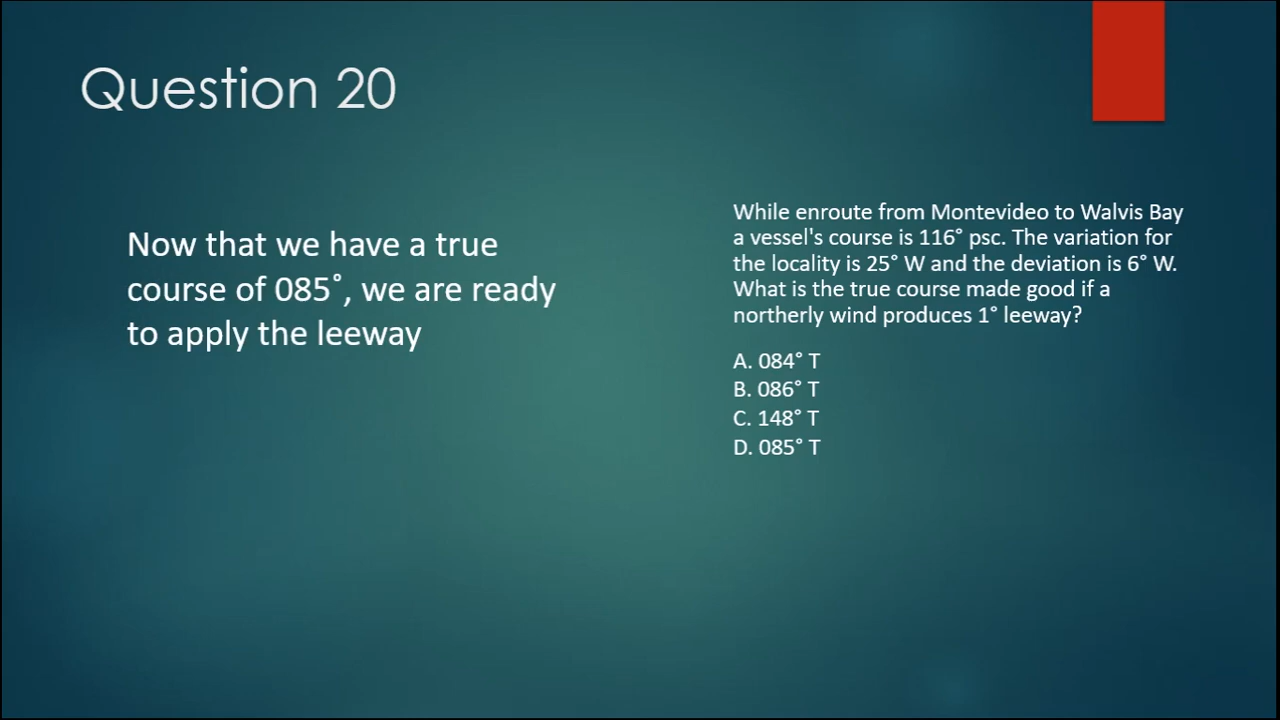 Question 20
Now that we have a true
course of 085˚, we are ready
to apply the leeway
While enroute from Montevideo to Walvis Bay
a vessel's course is 116° psc. The variation for
the locality is 25° W and the deviation is 6° W.
What is the true course made good if a
northerly wind produces 1° leeway?
A. 084° T
B. 086° T
C. 148° T
D. 085° T